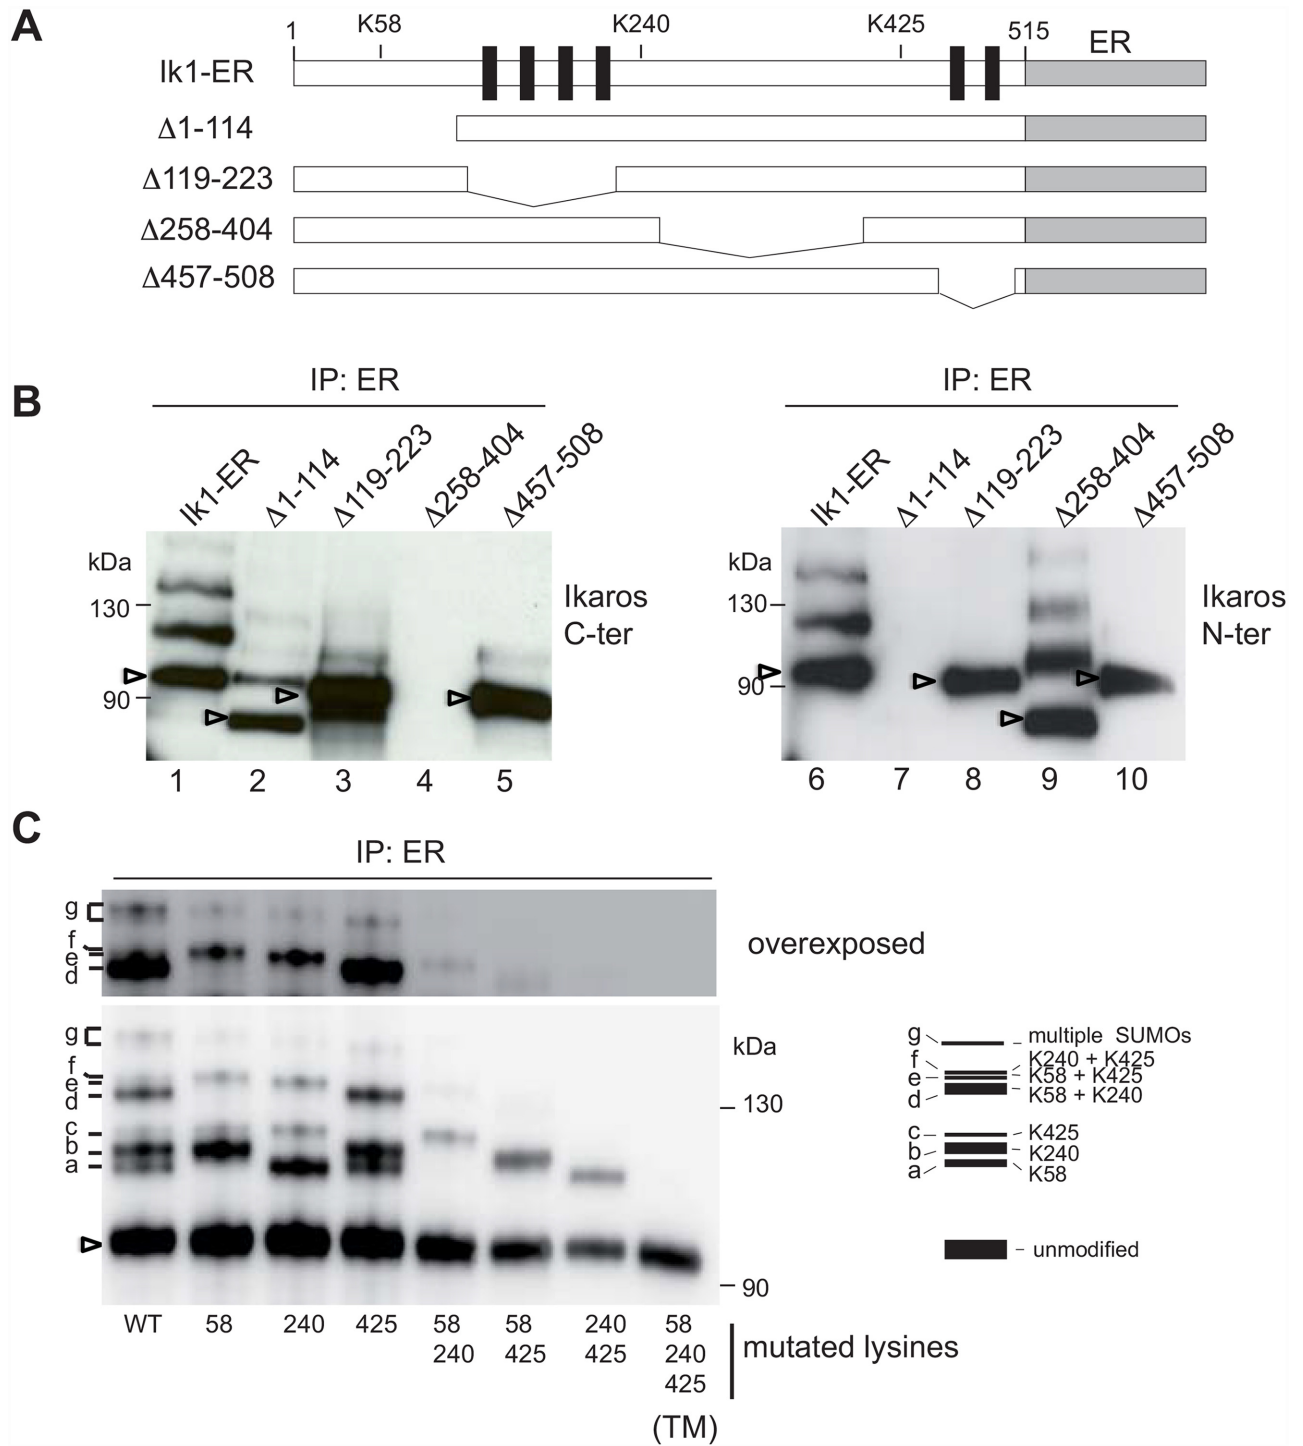 A
1 K58 K240 K425 515 ER
Ik1-ER
Δ1-114
Δ119-223
Δ258-404
Δ457-508
B
IP: ER
Ik1-ER Δ1-114 Δ119-223 Δ258-404 Δ457-508
kDa
130
90
1 2 3 4 5
Ikaros
C-ter
IP: ER
Ik1-ER Δ1-114 Δ119-223 Δ258-404 Δ457-508
kDa
130
90
6 7 8 9 10
Ikaros
N-ter
C
IP: ER
g
f
e
d
overexposed
g
f
e
d
c
b
a
kDa
130
90
g multiple SUMOs
f K240 + K425
e K58 + K425
d K58 + K240
c K425
b K240
a K58
unmodified
WT 58 240 425 58 58 240 58
240 425 425 240
425
mutated lysines
(TM)